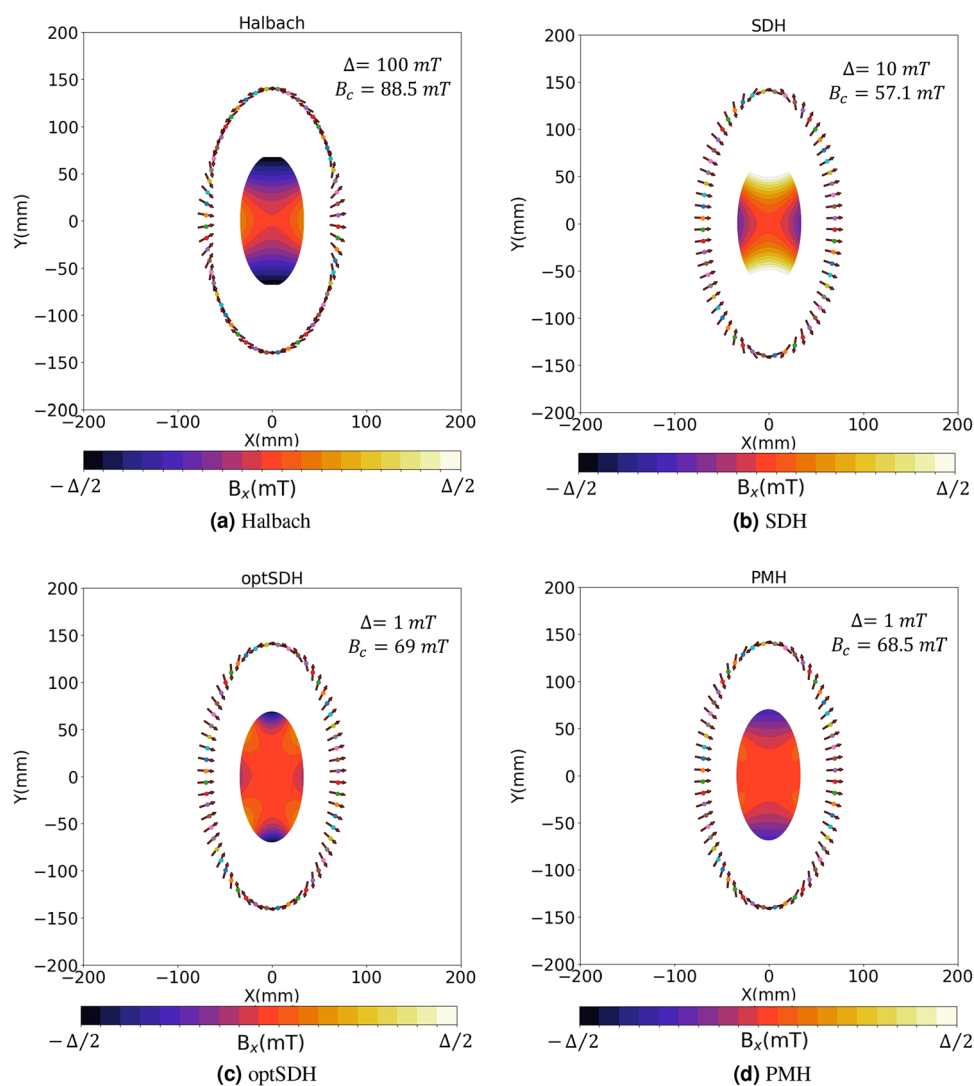 Halbach
Δ= 100 mT
B_c = 88.5 mT
200
150
100
50
0
−50
−100
−150
−200
Y(mm)
−200 −100 0 100 200
X(mm)
−Δ/2 B_x(mT) Δ/2
(a) Halbach
SDH
Δ= 10 mT
B_c = 57.1 mT
200
150
100
50
0
−50
−100
−150
−200
Y(mm)
−200 −100 0 100 200
X(mm)
−Δ/2 B_x(mT) Δ/2
(b) SDH
optSDH
Δ= 1 mT
B_c = 69 mT
200
150
100
50
0
−50
−100
−150
−200
Y(mm)
−200 −100 0 100 200
X(mm)
−Δ/2 B_x(mT) Δ/2
(c) optSDH
PMH
Δ= 1 mT
B_c = 68.5 mT
200
150
100
50
0
−50
−100
−150
−200
Y(mm)
−200 −100 0 100 200
X(mm)
−Δ/2 B_x(mT) Δ/2
(d) PMH